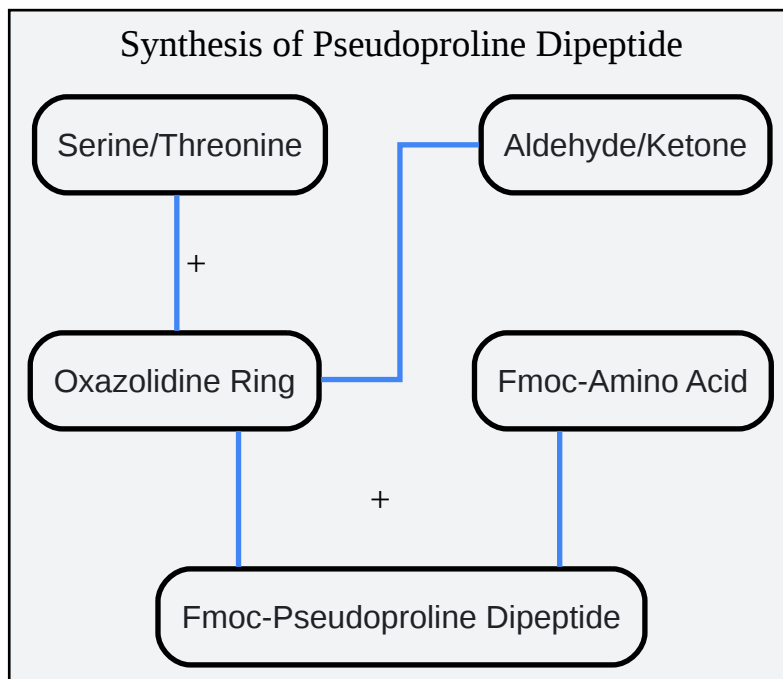 Synthesis of Pseudoproline Dipeptide
Serine/Threonine
Aldehyde/Ketone
+
Oxazolidine Ring
Fmoc-Amino Acid
+
Fmoc-Pseudoproline Dipeptide